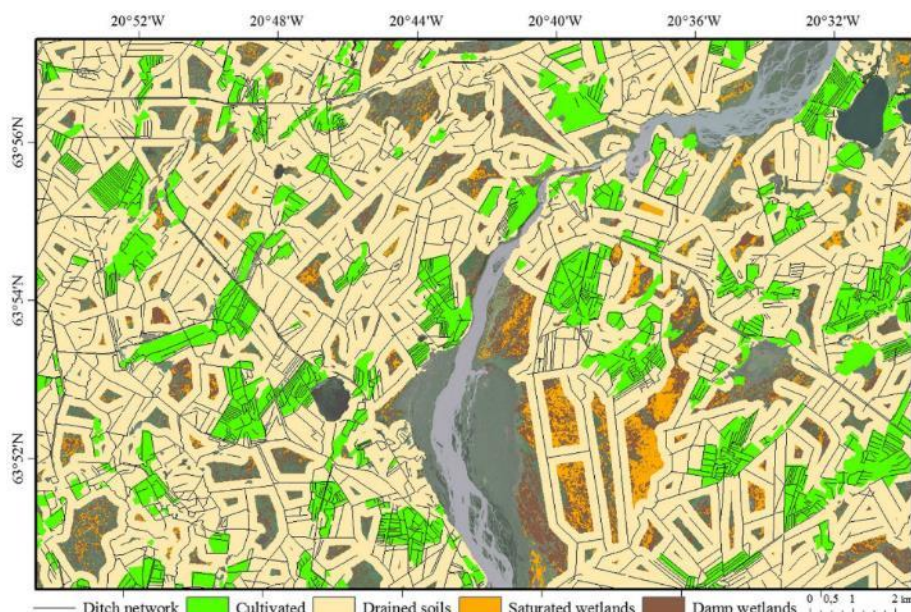 20°52'W 20°48'W 20°44'W 20°40'W 20°36'W 20°32'W
63°56'N
63°54'N
63°52'N
Ditch network Cultivated Drained soils Saturated wetlands Damp wetlands 0 0,5 1 2 km